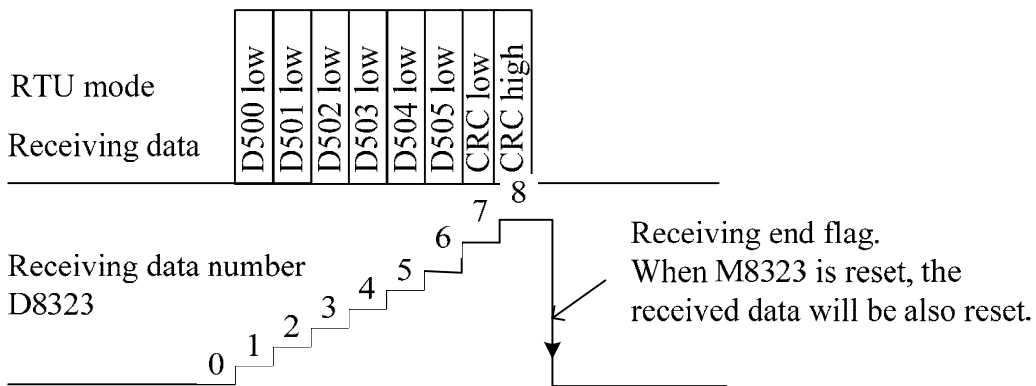 RTU mode
Receiving data
D500 low
D501 low
D502 low
D503 low
D504 low
D505 low
CRC low
CRC high
Receiving data number
D8323
0
1
2
3
4
5
6
7
8
Receiving end flag.
When M8323 is reset, the
received data will be also reset.